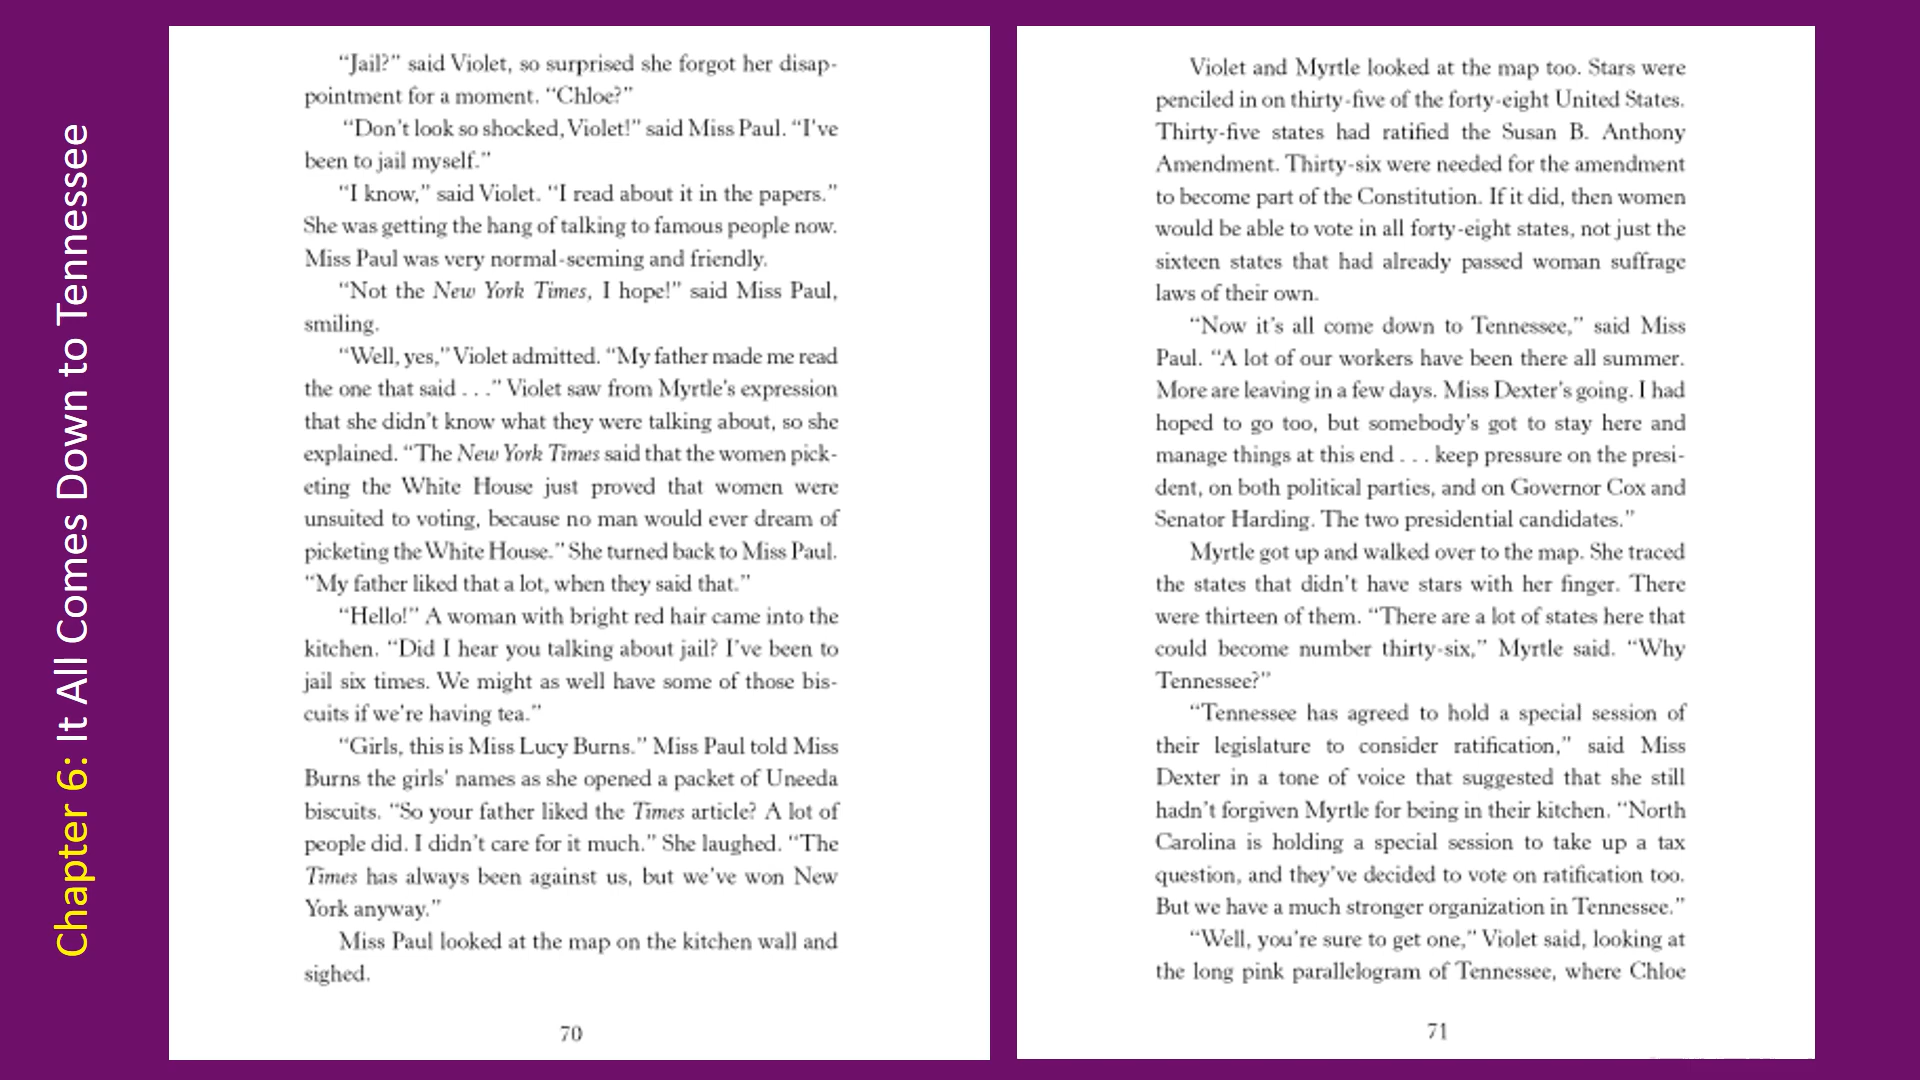 Chapter 6: It All Comes Down to Tennessee
“Jail?” said Violet, so surprised she forgot her disap-
pointment for a moment. “Chloe?”
“Don’t look so shocked, Violet!” said Miss Paul. “I’ve
been to jail myself.”
“I know,” said Violet. “I read about it in the papers.”
She was getting the hang of talking to famous people now.
Miss Paul was very normal-seeming and friendly.
“Not the New York Times, I hope!” said Miss Paul,
smiling.
“Well, yes,” Violet admitted. “My father made me read
the one that said . . .” Violet saw from Myrtle’s expression
that she didn’t know what they were talking about, so she
explained. “The New York Times said that the women pick-
eting the White House just proved that women were
unsuited to voting, because no man would ever dream of
picketing the White House.” She turned back to Miss Paul.
“My father liked that a lot, when they said that.”
“Hello!” A woman with bright red hair came into the
kitchen. “Did I hear you talking about jail? I’ve been to
jail six times. We might as well have some of those bis-
cuits if we’re having tea.”
“Girls, this is Miss Lucy Burns.” Miss Paul told Miss
Burns the girls’ names as she opened a packet of Uneeda
biscuits. “So your father liked the Times article? A lot of
people did. I didn’t care for it much.” She laughed. “The
Times has always been against us, but we’ve won New
York anyway.”
Miss Paul looked at the map on the kitchen wall and
sighed.
70
Violet and Myrtle looked at the map too. Stars were
penciled in on thirty-five of the forty-eight United States.
Thirty-five states had ratified the Susan B. Anthony
Amendment. Thirty-six were needed for the amendment
to become part of the Constitution. If it did, then women
would be able to vote in all forty-eight states, not just the
sixteen states that had already passed woman suffrage
laws of their own.
“Now it’s all come down to Tennessee,” said Miss
Paul. “A lot of our workers have been there all summer.
More are leaving in a few days. Miss Dexter’s going. I had
hoped to go too, but somebody’s got to stay here and
manage things at this end . . . keep pressure on the presi-
dent, on both political parties, and on Governor Cox and
Senator Harding. The two presidential candidates.”
Myrtle got up and walked over to the map. She traced
the states that didn’t have stars with her finger. There
were thirteen of them. “There are a lot of states here that
could become number thirty-six,” Myrtle said. “Why
Tennessee?”
“Tennessee has agreed to hold a special session of
their legislature to consider ratification,” said Miss
Dexter in a tone of voice that suggested that she still
hadn’t forgiven Myrtle for being in their kitchen. “North
Carolina is holding a special session to take up a tax
question, and they’ve decided to vote on ratification too.
But we have a much stronger organization in Tennessee.”
“Well, you’re sure to get one,” Violet said, looking at
the long pink parallelogram of Tennessee, where Chloe
71